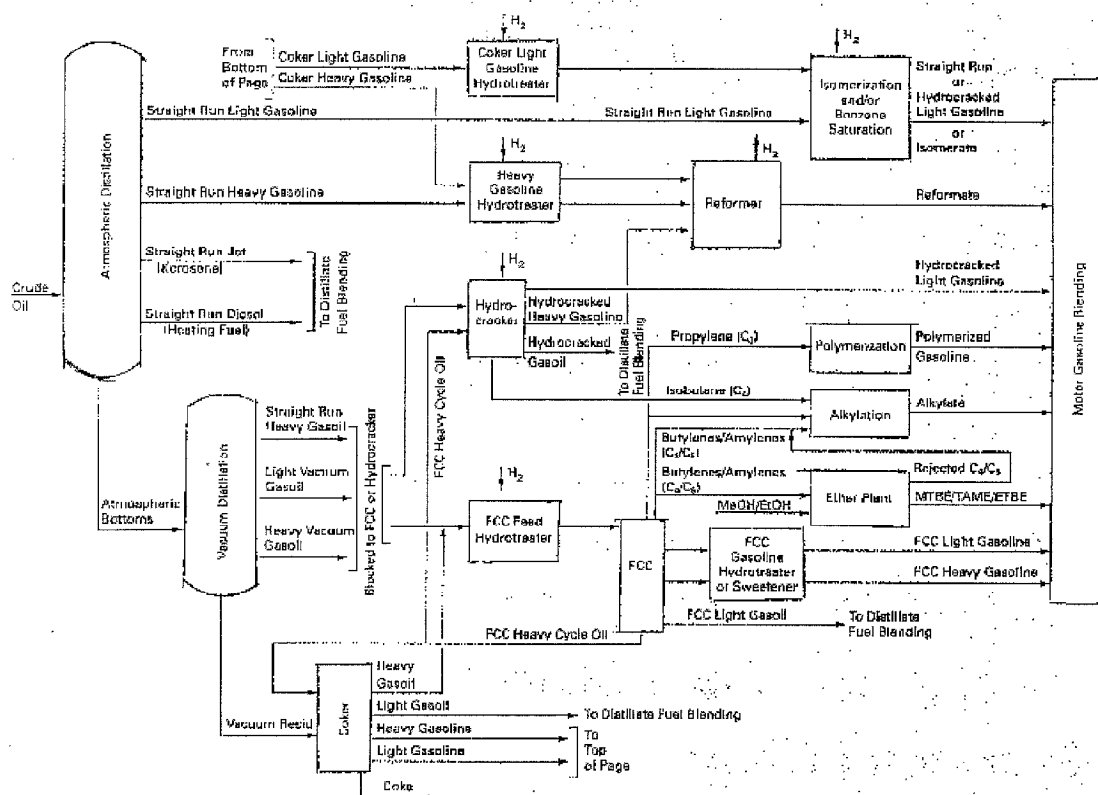 H2
From
Bottom
of Page
Coker Light Gasoline
Coker Heavy Gasoline
Coker Light
Gasoline
Hydrotreater
H2
Isomerization
and/or
Benzene
Saturation
Straight Run
or
Hydrocracked
Light Gasoline
or
Isomerate
Straight Run Light Gasoline
Straight Run Light Gasoline
Atmospheric Distillation
H2
Heavy
Gasoline
Hydrotreater
H2
Reformer
Reformate
Straight Run Heavy Gasoline
Straight Run Jet
(Kerosene)
Straight Run Diesel
(Heating Fuel)
To Distillate
Fuel Blending
Crude
Oil
H2
Hydro-
cracker
Hydrocracked
Heavy Gasoline
Hydrocracked
Gasoil
To Distillate
Fuel Blending
Hydrocracked
Light Gasoline
Propylene (C3)
Polymerization
Polymerized
Gasoline
Isobutane (C4)
Alkylation
Alkylate
Motor Gasoline Blending
Butylenes/Amylenes
(C4/C5)
Butylenes/Amylenes
(C4/C5)
Rejected C4/C5
MeOH/EtOH
Ether Plant
MTBE/TAME/ETBE
FCC Heavy Cycle Oil
Straight Run
Heavy Gasoil
Light Vacuum
Gasoil
Heavy Vacuum
Gasoil
Blocked to FCC or Hydrocracker
Vacuum Distillation
Atmospheric
Bottoms
H2
FCC Feed
Hydrotreater
FCC
FCC
Gasoline
Hydrotreater
or Sweetener
FCC Light Gasoline
FCC Heavy Gasoline
FCC Light Gasoil
To Distillate
Fuel Blending
FCC Heavy Cycle Oil
Vacuum Resid
Coker
Heavy
Gasoil
Light Gasoil
To Distillate Fuel Blending
Heavy Gasoline
Light Gasoline
To
Top
of Page
Coke